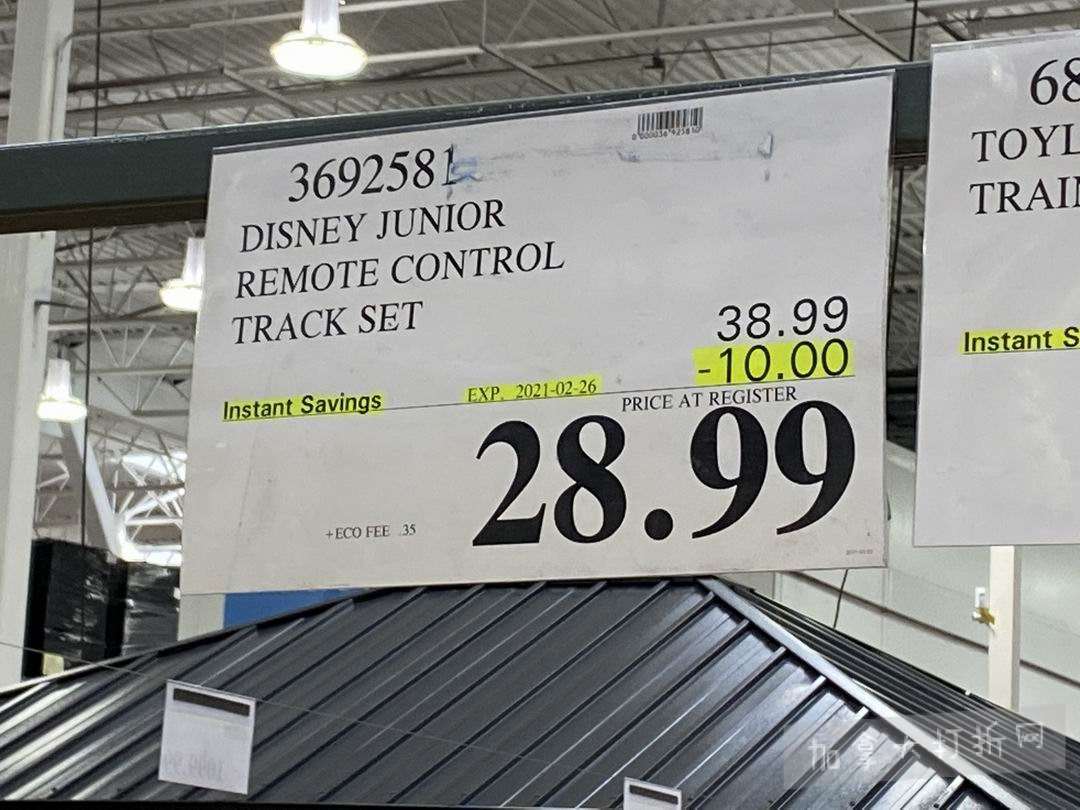 3692581
DISNEY JUNIOR
REMOTE CONTROL
TRACK SET
38.99
-10.00
Instant Savings
EXP. 2021-02-26
PRICE AT REGISTER
28.99
+ECO FEE .35
68
TOYL
TRAIN
Instant S
加拿大打折网